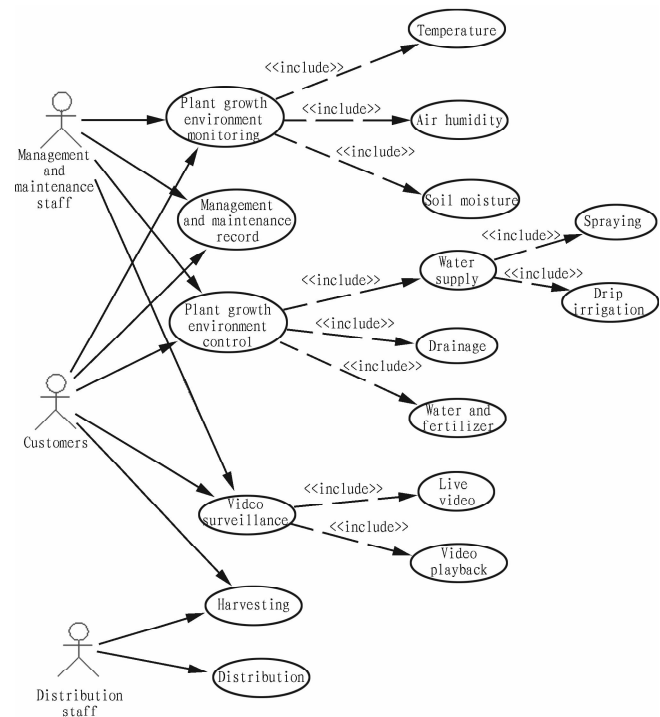 Temperature
<<include>>
Plant growth
environment
monitoring
<<include>>
Air humidity
<<include>>
Management
and
maintenance
staff
Soil moisture
Management
and maintenance
record
Spraying
<<include>>
Water
supply
<<include>>
<<include>>
Drip
irrigation
Plant growth
environment
control
<<include>>
Drainage
<<include>>
Water and
fertilizer
Customers
Live
video
<<include>>
Vidco
surveillance
<<include>>
Video
playback
Harvesting
Distribution
Distribution
staff